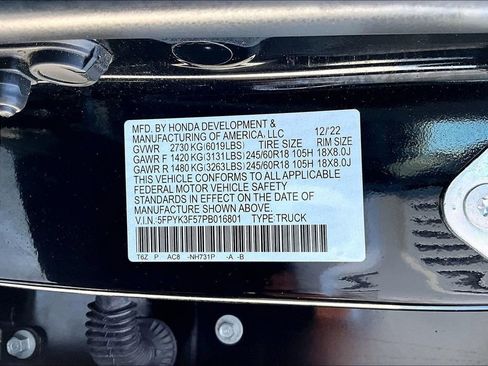 MFD. BY HONDA DEVELOPMENT &
MANUFACTURING OF AMERICA, LLC 12/22
GVWR 2730 KG(6019LBS) TIRE SIZE RIM SIZE
GAWR F 1420 KG(3131LBS) 245/60R18 105H 18X8.0J
GAWR R 1480 KG(3263LBS) 245/60R18 105H 18X8.0J
THIS VEHICLE CONFORMS TO ALL APPLICABLE
FEDERAL MOTOR VEHICLE SAFETY
STANDARDS IN EFFECT ON THE DATE OF
MANUFACTURE SHOWN ABOVE.
V.I.N. 5FPYK3F57PB016801 TYPE TRUCK
T6Z P AC8 -NH731P -A -B